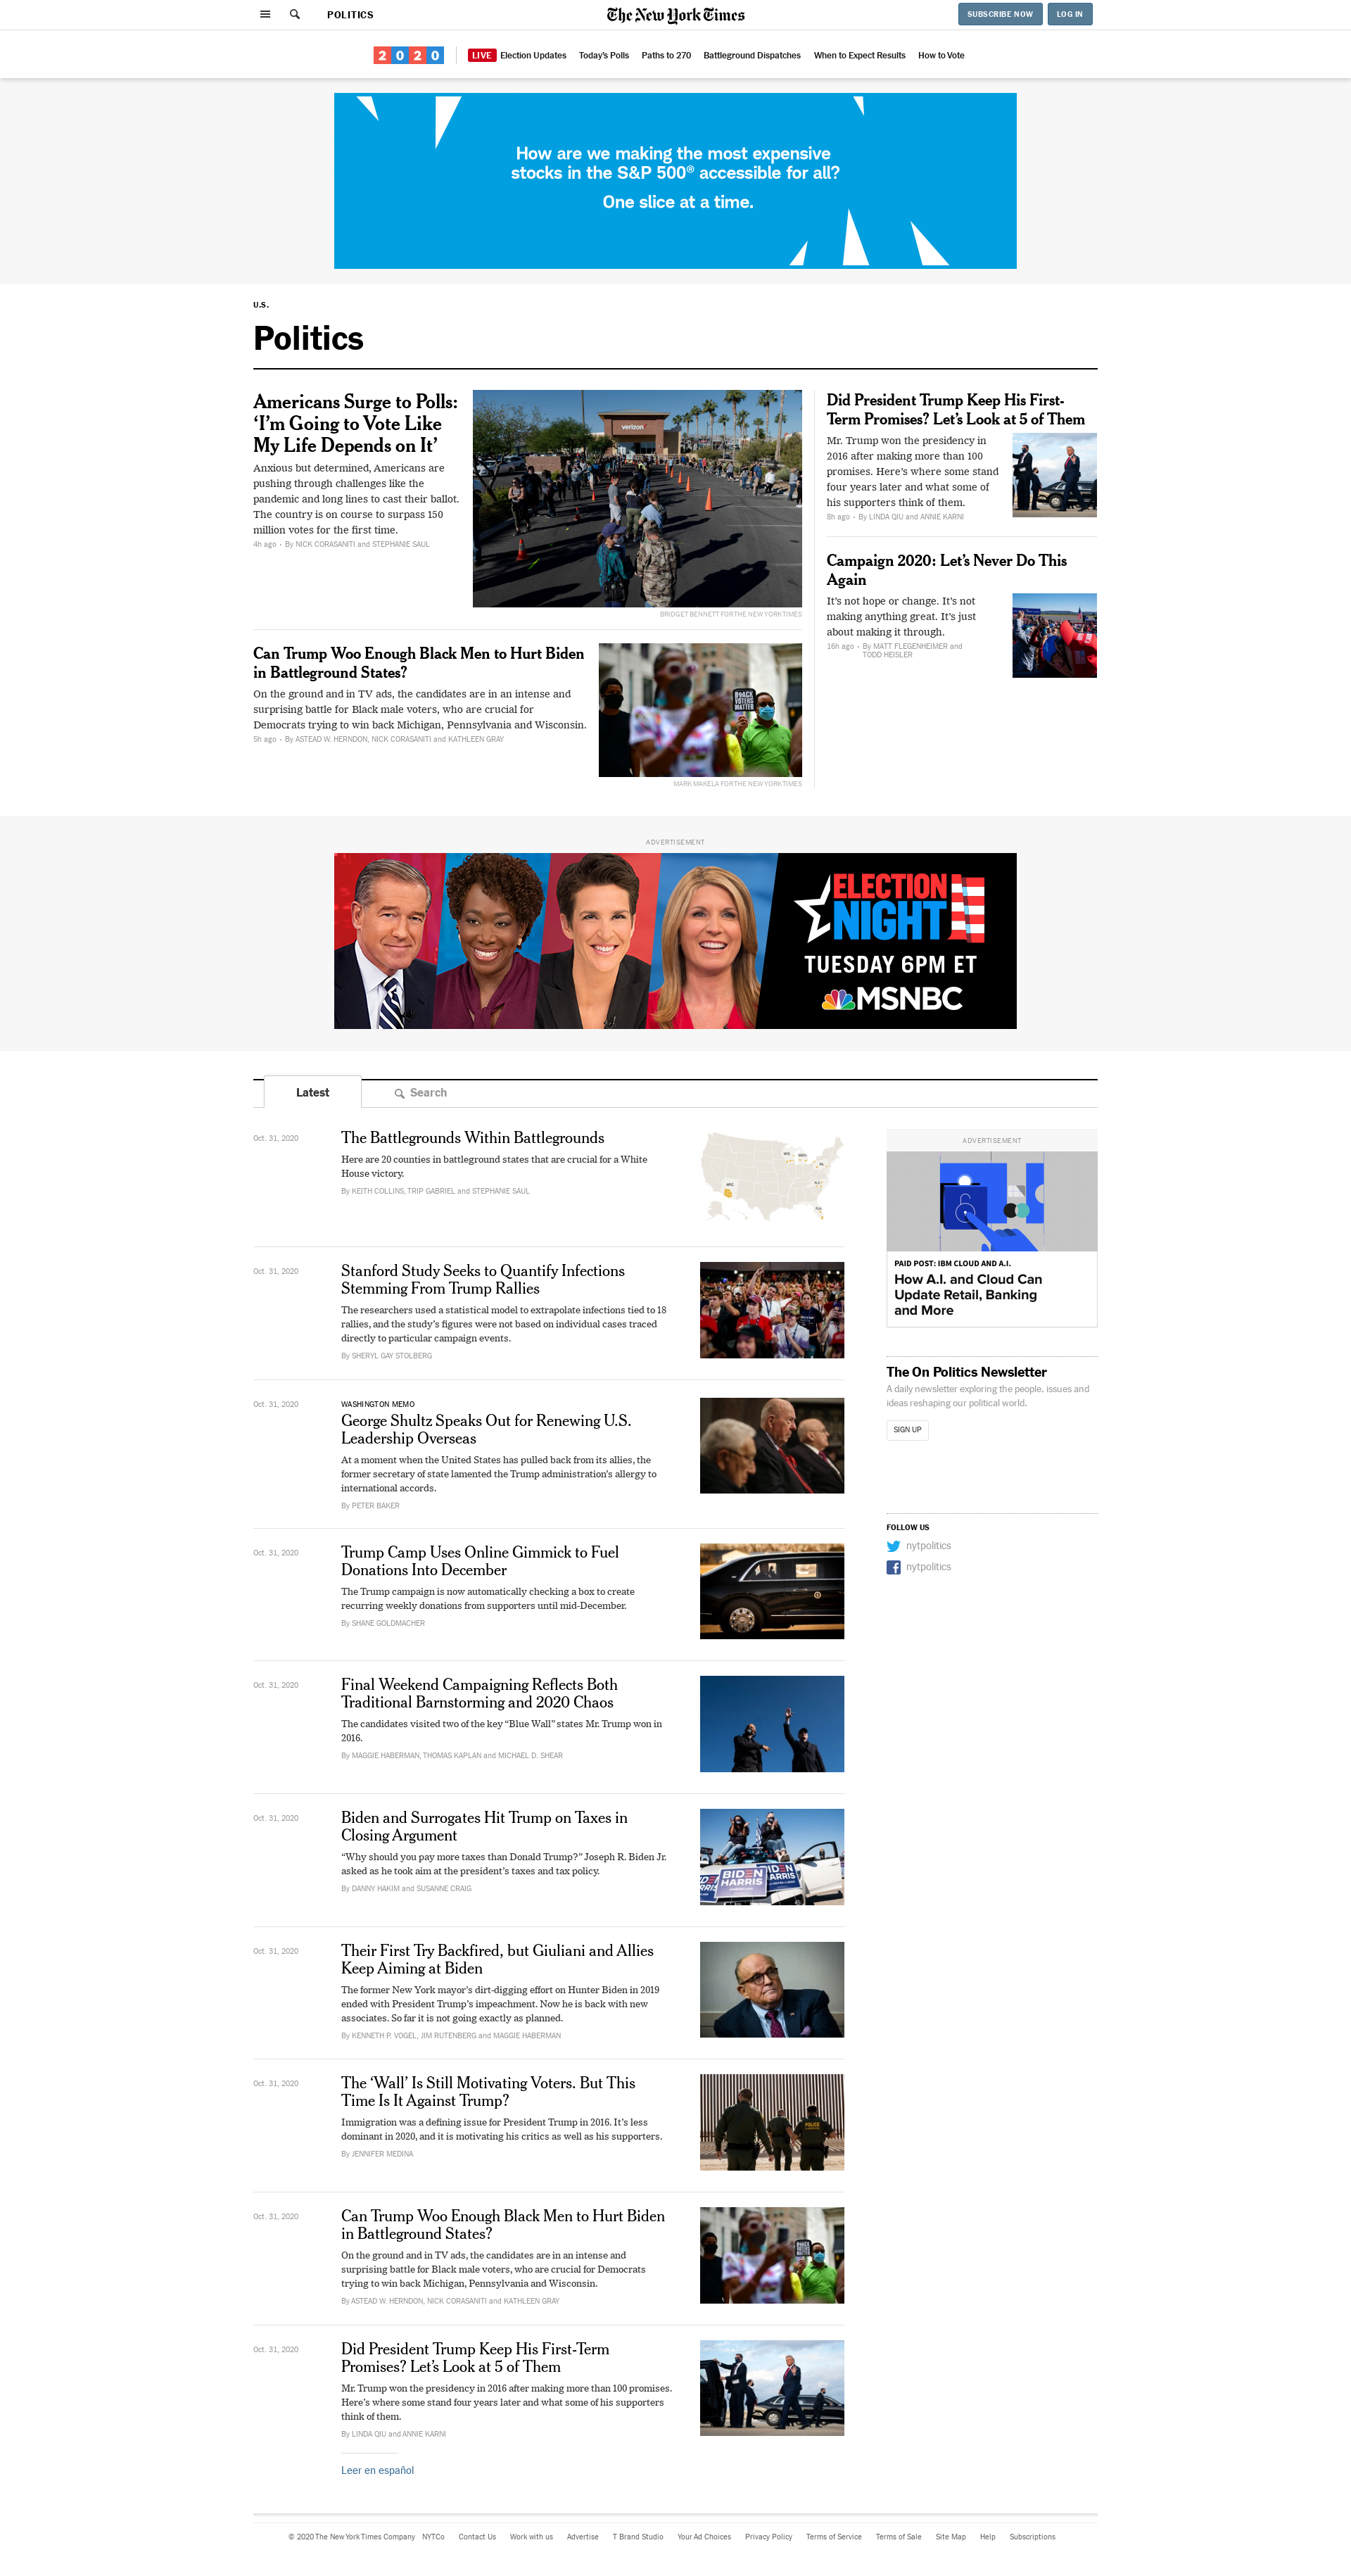 POLITICS
The New York Times
SUBSCRIBE NOW
LOG IN
2020
LIVE Election Updates
Today's Polls
Paths to 270
Battleground Dispatches
When to Expect Results
How to Vote
How are we making the most expensive
stocks in the S&P 500® accessible for all?
One slice at a time.
U.S.
Politics
Americans Surge to Polls:
‘I’m Going to Vote Like
My Life Depends on It’
Anxious but determined, Americans are
pushing through challenges like the
pandemic and long lines to cast their ballot.
The country is on course to surpass 150
million votes for the first time.
4h ago • By NICK CORASANITI and STEPHANIE SAUL
verizon
BRIDGET BENNETT FOR THE NEW YORK TIMES
Can Trump Woo Enough Black Men to Hurt Biden
in Battleground States?
On the ground and in TV ads, the candidates are in an intense and
surprising battle for Black male voters, who are crucial for
Democrats trying to win back Michigan, Pennsylvania and Wisconsin.
5h ago • By ASTEAD W. HERNDON, NICK CORASANITI and KATHLEEN GRAY
BLACK
VOTERS
MATTER
MARK MAKELA FOR THE NEW YORK TIMES
Did President Trump Keep His First-
Term Promises? Let’s Look at 5 of Them
Mr. Trump won the presidency in
2016 after making more than 100
promises. Here’s where some stand
four years later and what some of
his supporters think of them.
8h ago • By LINDA QIU and ANNIE KARNI
Campaign 2020: Let’s Never Do This
Again
It’s not hope or change. It’s not
making anything great. It’s just
about making it through.
16h ago • By MATT FLEGENHEIMER and
TODD HEISLER
ADVERTISEMENT
ELECTION
NIGHT
TUESDAY 6PM ET
MSNBC
Latest
Search
Oct. 31, 2020
The Battlegrounds Within Battlegrounds
Here are 20 counties in battleground states that are crucial for a White
House victory.
By KEITH COLLINS, TRIP GABRIEL and STEPHANIE SAUL
Oct. 31, 2020
Stanford Study Seeks to Quantify Infections
Stemming From Trump Rallies
The researchers used a statistical model to extrapolate infections tied to 18
rallies, and the study’s figures were not based on individual cases traced
directly to particular campaign events.
By SHERYL GAY STOLBERG
Oct. 31, 2020
WASHINGTON MEMO
George Shultz Speaks Out for Renewing U.S.
Leadership Overseas
At a moment when the United States has pulled back from its allies, the
former secretary of state lamented the Trump administration’s allergy to
international accords.
By PETER BAKER
Oct. 31, 2020
Trump Camp Uses Online Gimmick to Fuel
Donations Into December
The Trump campaign is now automatically checking a box to create
recurring weekly donations from supporters until mid-December.
By SHANE GOLDMACHER
Oct. 31, 2020
Final Weekend Campaigning Reflects Both
Traditional Barnstorming and 2020 Chaos
The candidates visited two of the key “Blue Wall” states Mr. Trump won in
2016.
By MAGGIE HABERMAN, THOMAS KAPLAN and MICHAEL D. SHEAR
Oct. 31, 2020
Biden and Surrogates Hit Trump on Taxes in
Closing Argument
“Why should you pay more taxes than Donald Trump?” Joseph R. Biden Jr.
asked as he took aim at the president’s taxes and tax policy.
By DANNY HAKIM and SUSANNE CRAIG
BIDEN
HARRIS
Oct. 31, 2020
Their First Try Backfired, but Giuliani and Allies
Keep Aiming at Biden
The former New York mayor’s dirt-digging effort on Hunter Biden in 2019
ended with President Trump’s impeachment. Now he is back with new
associates. So far it is not going exactly as planned.
By KENNETH P. VOGEL, JIM RUTENBERG and MAGGIE HABERMAN
Oct. 31, 2020
The ‘Wall’ Is Still Motivating Voters. But This
Time Is It Against Trump?
Immigration was a defining issue for President Trump in 2016. It’s less
dominant in 2020, and it is motivating his critics as well as his supporters.
By JENNIFER MEDINA
POLICE
Oct. 31, 2020
Can Trump Woo Enough Black Men to Hurt Biden
in Battleground States?
On the ground and in TV ads, the candidates are in an intense and
surprising battle for Black male voters, who are crucial for Democrats
trying to win back Michigan, Pennsylvania and Wisconsin.
By ASTEAD W. HERNDON, NICK CORASANITI and KATHLEEN GRAY
Oct. 31, 2020
Did President Trump Keep His First-Term
Promises? Let’s Look at 5 of Them
Mr. Trump won the presidency in 2016 after making more than 100 promises.
Here’s where some stand four years later and what some of his supporters
think of them.
By LINDA QIU and ANNIE KARNI
Leer en español
ADVERTISEMENT
PAID POST: IBM CLOUD AND A.I.
How A.I. and Cloud Can
Update Retail, Banking
and More
The On Politics Newsletter
A daily newsletter exploring the people, issues and
ideas reshaping our political world.
SIGN UP
FOLLOW US
nytpolitics
nytpolitics
© 2020 The New York Times Company
NYTCo
Contact Us
Work with us
Advertise
T Brand Studio
Your Ad Choices
Privacy Policy
Terms of Service
Terms of Sale
Site Map
Help
Subscriptions